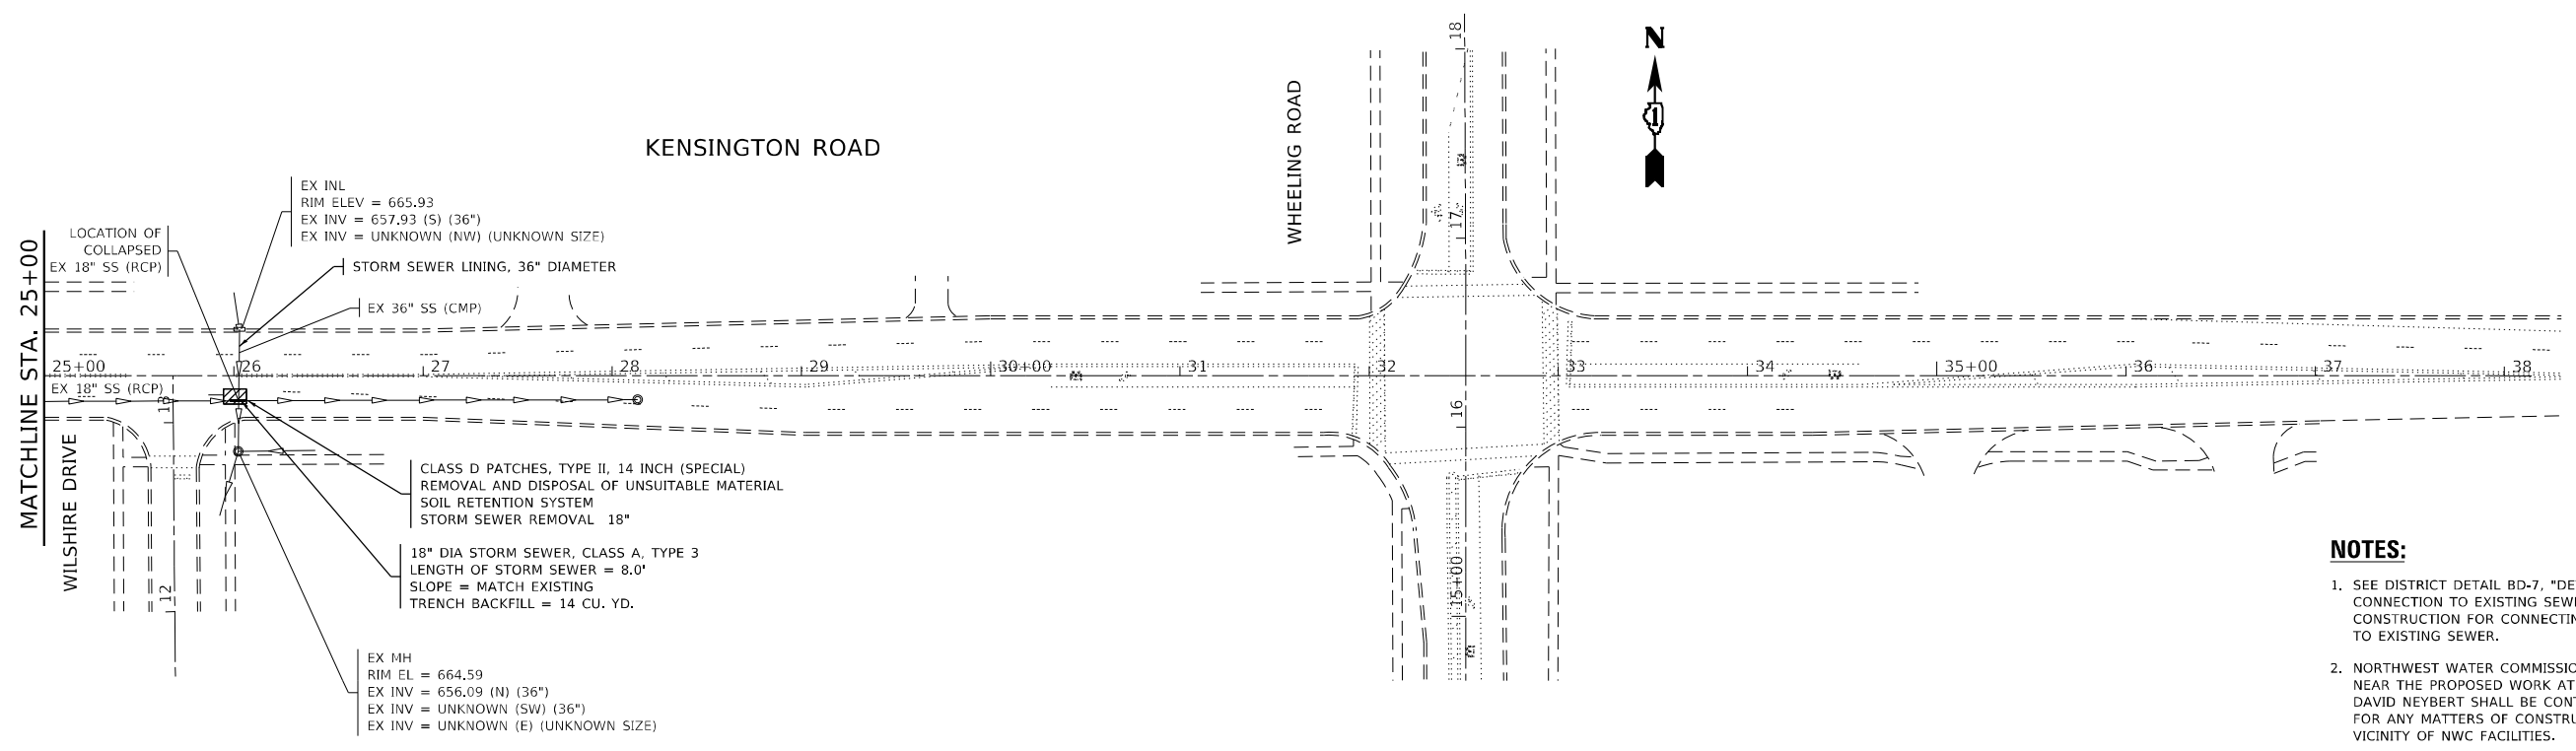 KENSINGTON ROAD
WHEELING ROAD
N
1
MATCHLINE STA. 25+00
WILSHIRE DRIVE
LOCATION OF
COLLAPSED
EX 18" SS (RCP)
EX INL
RIM ELEV = 665.93
EX INV = 657.93 (S) (36")
EX INV = UNKNOWN (NW) (UNKNOWN SIZE)
STORM SEWER LINING, 36" DIAMETER
EX 36" SS (CMP)
25+00
26
27
28
29
30+00
31
32
33
34
35+00
36
37
38
EX 18" SS (RCP)
18
17
16
15+00
13
12
CLASS D PATCHES, TYPE II, 14 INCH (SPECIAL)
REMOVAL AND DISPOSAL OF UNSUITABLE MATERIAL
SOIL RETENTION SYSTEM
STORM SEWER REMOVAL 18"
18" DIA STORM SEWER, CLASS A, TYPE 3
LENGTH OF STORM SEWER = 8.0'
SLOPE = MATCH EXISTING
TRENCH BACKFILL = 14 CU. YD.
EX MH
RIM EL = 664.59
EX INV = 656.09 (N) (36")
EX INV = UNKNOWN (SW) (36")
EX INV = UNKNOWN (E) (UNKNOWN SIZE)
NOTES:
1. SEE DISTRICT DETAIL BD-7, "DE
CONNECTION TO EXISTING SEW
CONSTRUCTION FOR CONNECTIN
TO EXISTING SEWER.
2. NORTHWEST WATER COMMISSIO
NEAR THE PROPOSED WORK AT
DAVID NEYBERT SHALL BE CONT
FOR ANY MATTERS OF CONSTRU
VICINITY OF NWC FACILITIES.